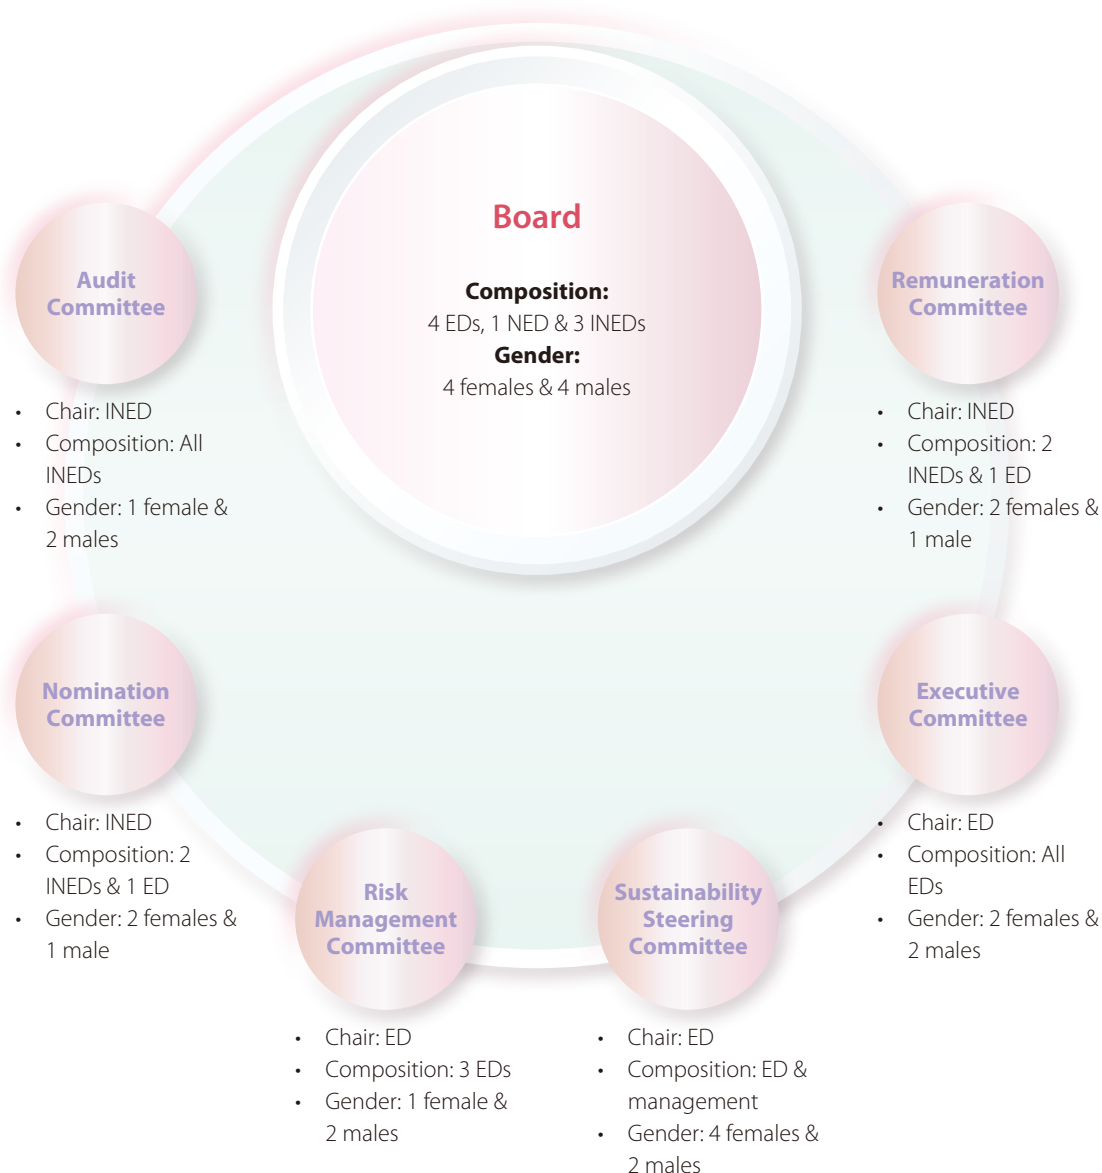 Board
Composition:
4 EDs, 1 NED & 3 INEDs
Gender:
4 females & 4 males
Audit
Committee
• Chair: INED
• Composition: All
INEDs
• Gender: 1 female &
2 males
Remuneration
Committee
• Chair: INED
• Composition: 2
INEDs & 1 ED
• Gender: 2 females &
1 male
Nomination
Committee
• Chair: INED
• Composition: 2
INEDs & 1 ED
• Gender: 2 females &
1 male
Executive
Committee
• Chair: ED
• Composition: All
EDs
• Gender: 2 females &
2 males
Risk
Management
Committee
• Chair: ED
• Composition: 3 EDs
• Gender: 1 female &
2 males
Sustainability
Steering
Committee
• Chair: ED
• Composition: ED &
management
• Gender: 4 females &
2 males